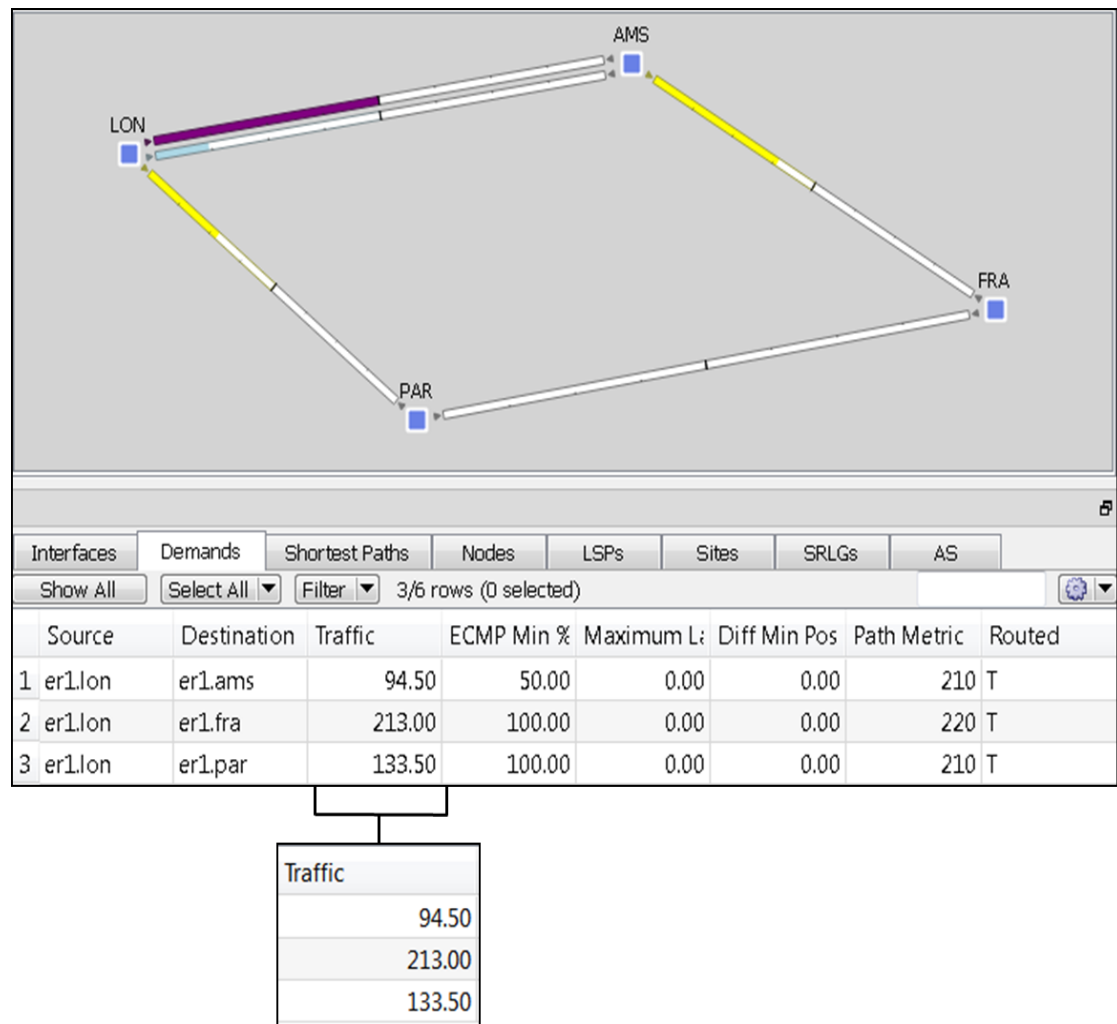 AMS
LON
FRA
PAR
Interfaces Demands Shortest Paths Nodes LSPs Sites SRLGs AS
Show All Select All Filter 3/6 rows (0 selected)
Source Destination Traffic ECMP Min % Maximum La Diff Min Pos Path Metric Routed
1 er1.lon er1.ams 94.50 50.00 0.00 0.00 210 T
2 er1.lon er1.fra 213.00 100.00 0.00 0.00 220 T
3 er1.lon er1.par 133.50 100.00 0.00 0.00 210 T
Traffic
94.50
213.00
133.50